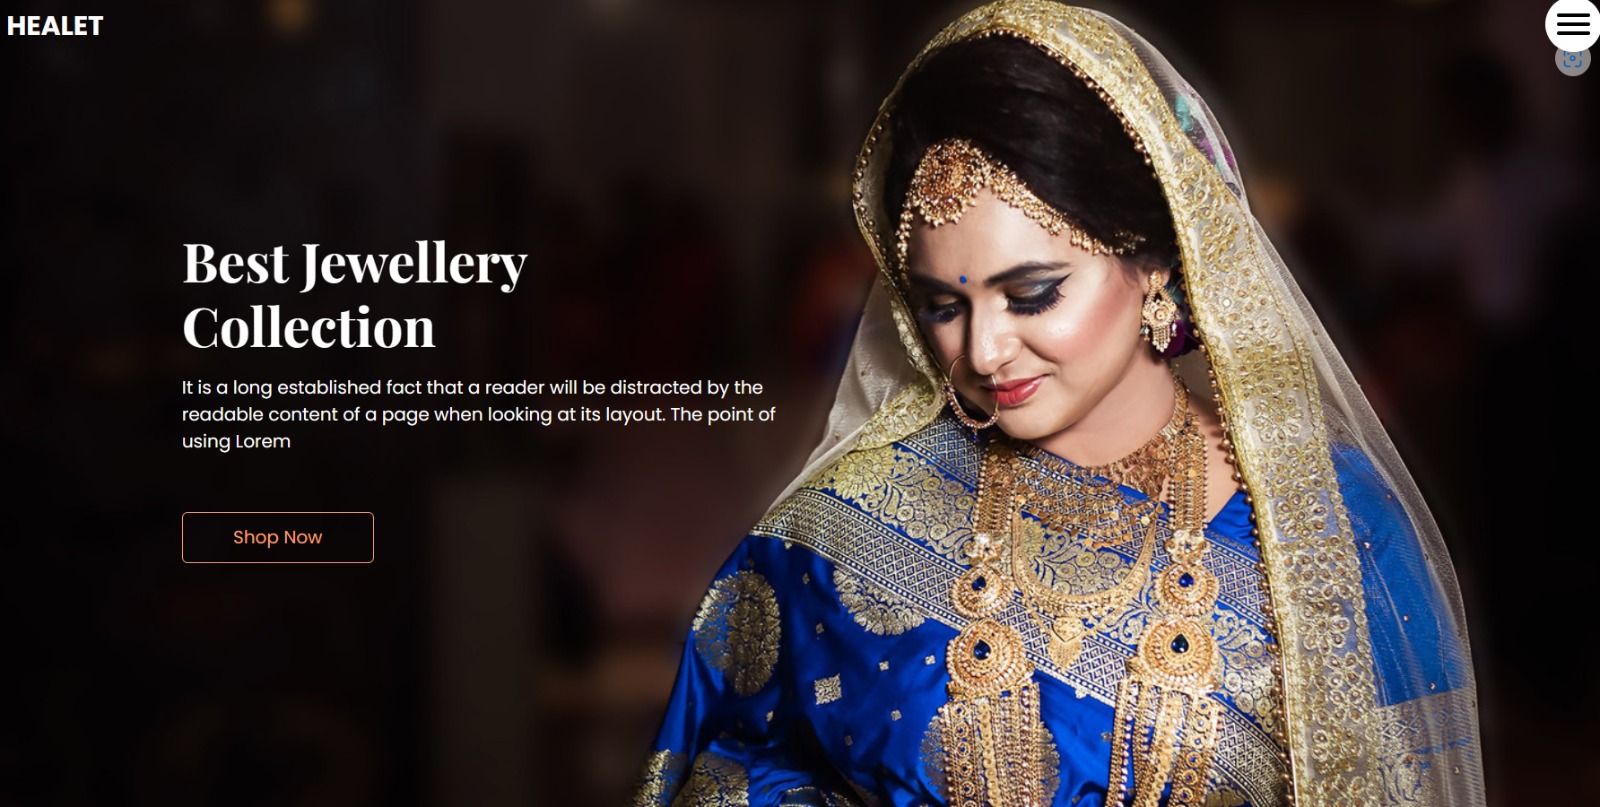 HEALET
Best Jewellery
Collection
It is a long established fact that a reader will be distracted by the
readable content of a page when looking at its layout. The point of
using Lorem
Shop Now